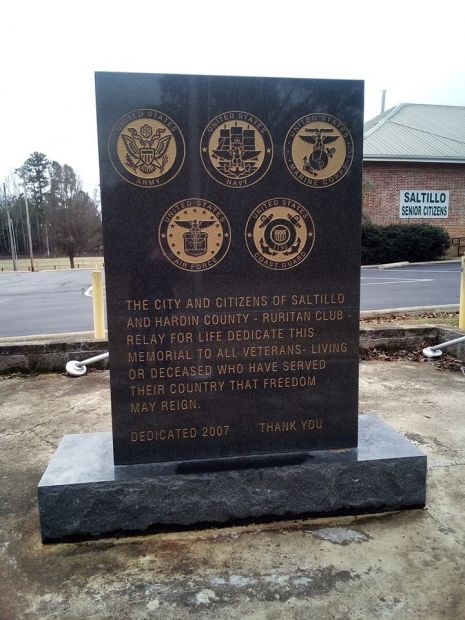 UNITED STATES
ARMY
UNITED STATES
NAVY
UNITED STATES
MARINE CORP
UNITED STATES
AIR FORCE
UNITED STATES
COAST GUARD
SALTILLO
SENIOR CITIZENS
THE CITY AND CITIZENS OF SALTILLO
AND HARDIN COUNTY - RURITAN CLUB -
RELAY FOR LIFE DEDICATE THIS
MEMORIAL TO ALL VETERANS- LIVING
OR DECEASED WHO HAVE SERVED
THEIR COUNTRY THAT FREEDOM
MAY REIGN.
DEDICATED 2007 THANK YOU